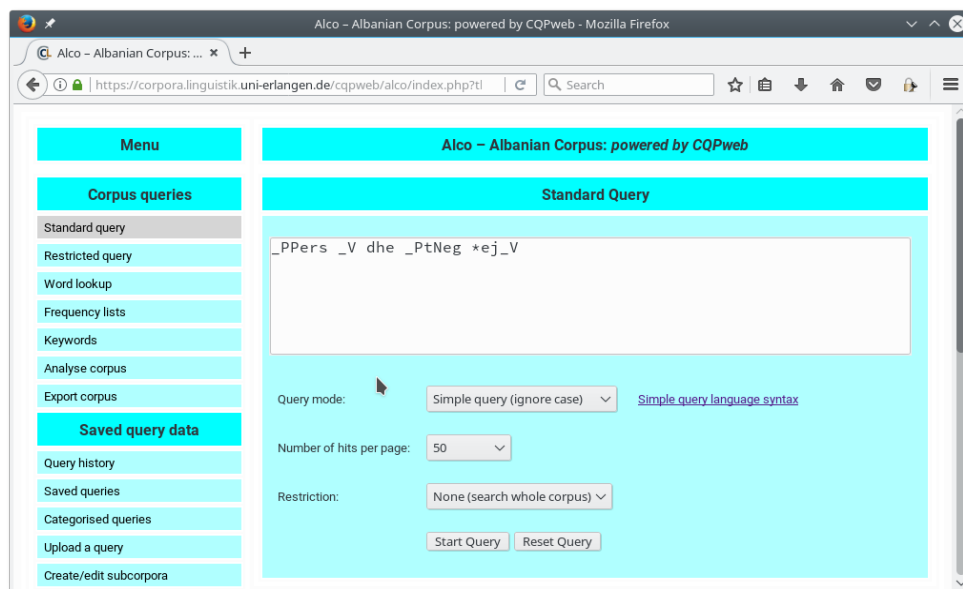 Alco – Albanian Corpus: powered by CQPweb - Mozilla Firefox
Alco – Albanian Corpus: ...
https://corpora.linguistik.uni-erlangen.de/cqpweb/alco/index.php?tl
Search
Menu
Alco – Albanian Corpus: powered by CQPweb
Corpus queries
Standard Query
Standard query
_PPers _V dhe _PtNeg *ej_V
Restricted query
Word lookup
Frequency lists
Keywords
Analyse corpus
Export corpus
Query mode: Simple query (ignore case) Simple query language syntax
Saved query data
Number of hits per page: 50
Query history
Saved queries
Restriction: None (search whole corpus)
Categorised queries
Upload a query
Start Query Reset Query
Create/edit subcorpora